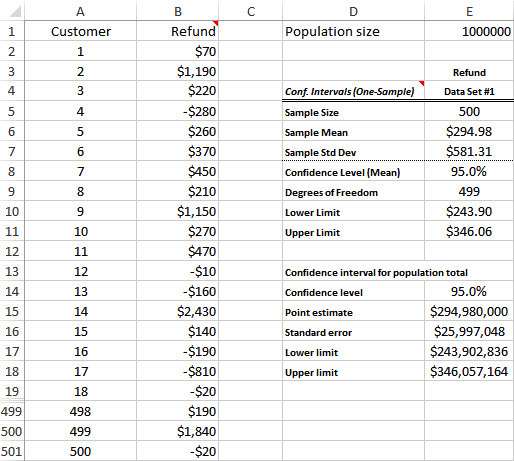 A B C D E
1 Customer Refund Population size 1000000
2 1 $70
3 2 $1,190 Refund
4 3 $220 Conf. Intervals (One-Sample) Data Set #1
5 4 -$280 Sample Size 500
6 5 $260 Sample Mean $294.98
7 6 $370 Sample Std Dev $581.31
8 7 $450 Confidence Level (Mean) 95.0%
9 8 $210 Degrees of Freedom 499
10 9 $1,150 Lower Limit $243.90
11 10 $270 Upper Limit $346.06
12 11 $470
13 12 -$10 Confidence interval for population total
14 13 -$160 Confidence level 95.0%
15 14 $2,430 Point estimate $294,980,000
16 15 $140 Standard error $25,997,048
17 16 -$190 Lower limit $243,902,836
18 17 -$810 Upper limit $346,057,164
19 18 -$20
499 498 $190
500 499 $1,840
501 500 -$20